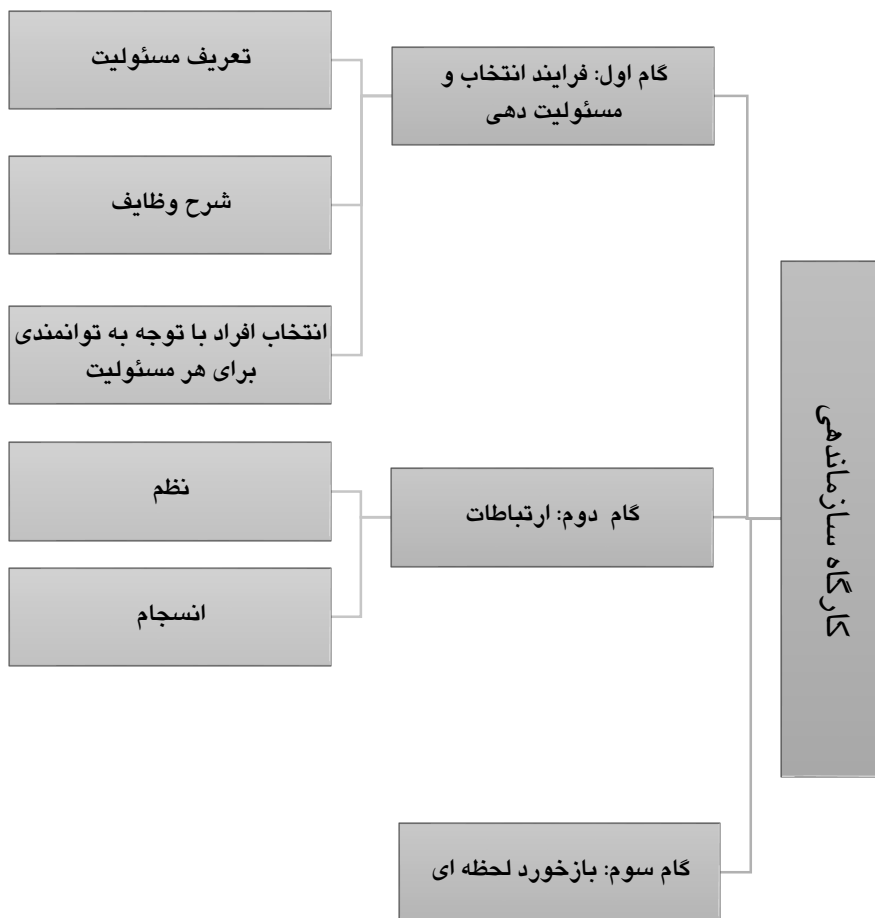 کارگاه سازماندهی
گام اول: فرایند انتخاب و
مسئولیت دهی
تعریف مسئولیت
شرح وظایف
انتخاب افراد با توجه به توانمندی
برای هر مسئولیت
گام دوم: ارتباطات
نظم
انسجام
گام سوم: بازخورد لحظه ای